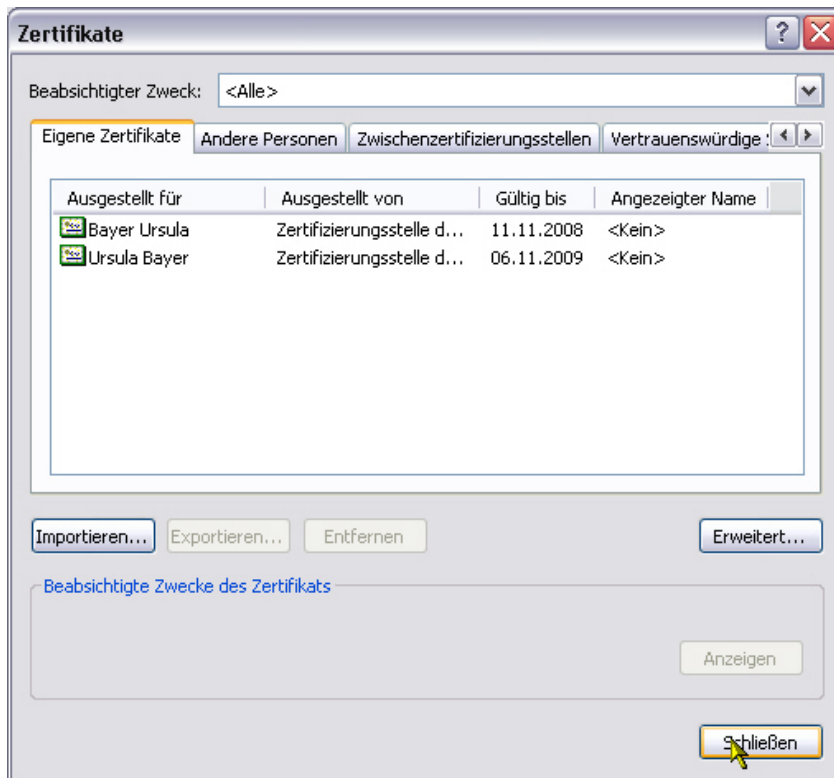 Zertifikate
Beabsichtigter Zweck: <Alle>
Eigene Zertifikate Andere Personen Zwischenzertifizierungsstellen Vertrauenswürdige
Ausgestellt für Ausgestellt von Gültig bis Angezeigter Name
Bayer Ursula Zertifizierungsstelle d... 11.11.2008 <Kein>
Ursula Bayer Zertifizierungsstelle d... 06.11.2009 <Kein>
Importieren... Exportieren... Entfernen Erweitert...
Beabsichtigte Zwecke des Zertifikats
Anzeigen
Schließen